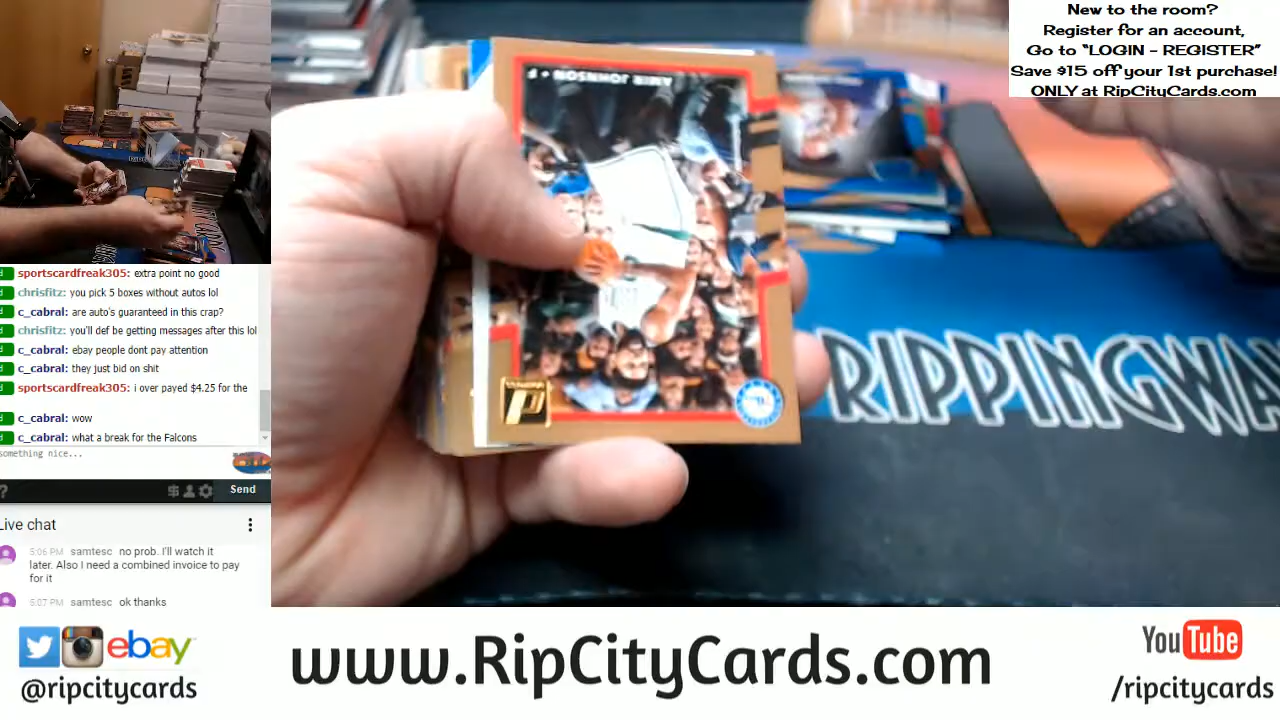 New to the room?
Register for an account,
Go to “LOGIN - REGISTER”
Save $15 off your 1st purchase!
ONLY at RipCityCards.com
AMIR JOHNSON • F
RIPPINGWA
sportscardfreak305: extra point no good
chrisfitz: you pick 5 boxes without autos lol
c_cabral: are auto's guaranteed in this crap?
chrisfitz: you'll def be getting messages after this lol
c_cabral: ebay people dont pay attention
c_cabral: they just bid on shit
sportscardfreak305: i over payed $4.25 for the
c_cabral: wow
c_cabral: what a break for the Falcons
something nice...
Send
Live chat
5:06 PM samtesc no prob. I'll watch it
later. Also I need a combined invoice to pay
for it
5:07 PM samtesc ok thanks
ebay
@ripcitycards
www.RipCityCards.com
YouTube
/ripcitycards